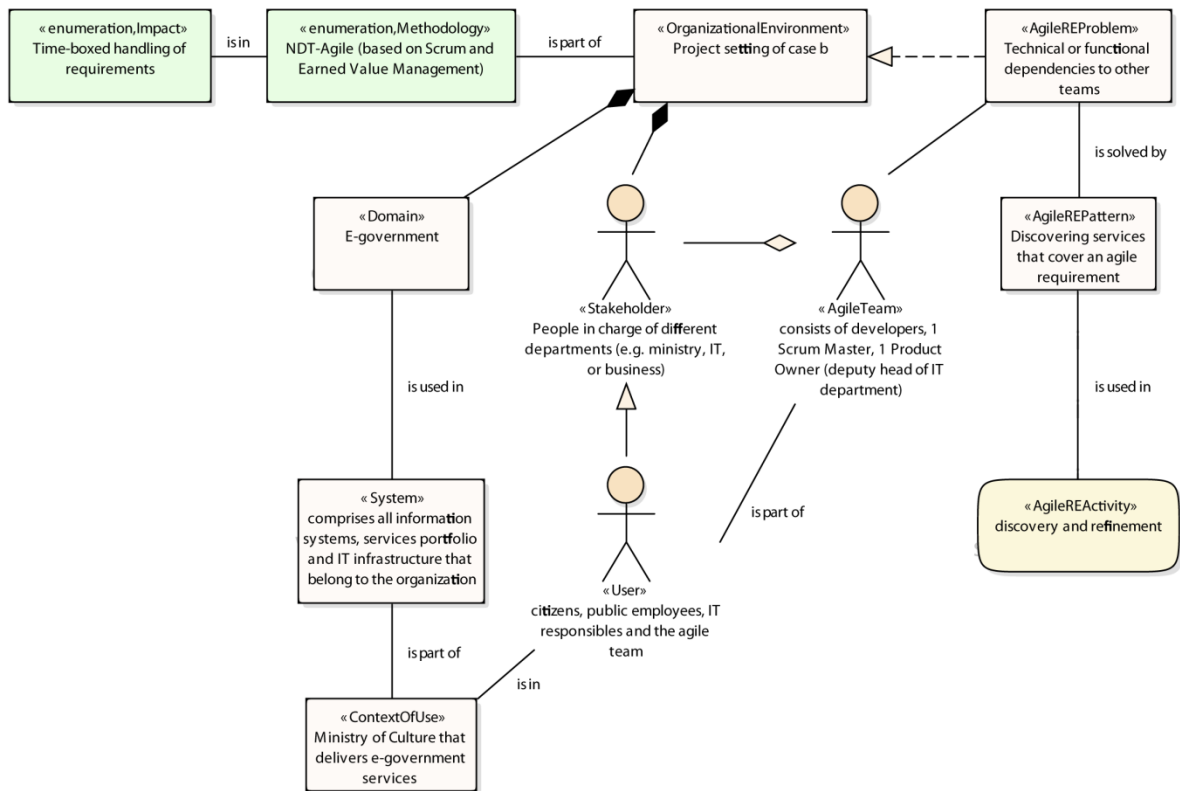 «enumeration,Impact»
Time-boxed handling of
requirements
is in
«enumeration,Methodology»
NDT-Agile (based on Scrum and
Earned Value Management)
is part of
«OrganizationalEnvironment»
Project setting of case b
«AgileREProblem»
Technical or functional
dependencies to other
teams
is solved by
«Domain»
E-government
«Stakeholder»
People in charge of different
departments (e.g. ministry, IT,
or business)
«AgileTeam»
consists of developers, 1
Scrum Master, 1 Product
Owner (deputy head of IT
department)
«AgileREPattern»
Discovering services
that cover an agile
requirement
is used in
is used in
«System»
comprises all information
systems, services portfolio
and IT infrastructure that
belong to the organization
is part of
«AgileREActivity»
discovery and refinement
«User»
citizens, public employees, IT
responsibles and the agile
team
is part of
is in
«ContextOfUse»
Ministry of Culture that
delivers e-government
services